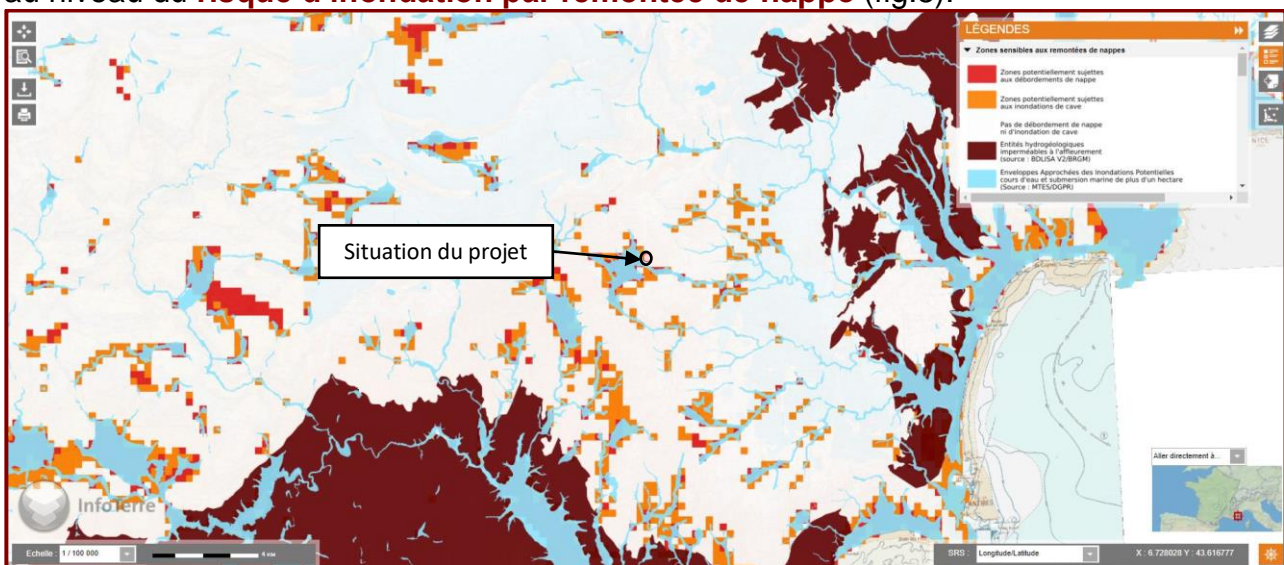 au niveau du risque d'inondation par remontée de nappe (fig.8).
LÉGENDES
Zones sensibles aux remontées de nappes
Zones potentiellement sujettes
aux débordements de nappe
Zones potentiellement sujettes
aux inondations de cave
Pas de débordement de nappe
ni d'inondation de cave
Entités hydrogéologiques
imperméables à l'affleurement
(source : BDLISA V2/BRGM)
Enveloppes Approchées des Inondations Potentielles
cours d'eau et submersion marine de plus d'un hectare
(Source : MTES/DGPR)
Situation du projet
Aller directement à...
InfoTerre
ANTIBES
Echelle : 1 / 100 000
4 KM
SRS : Longitude/Latitude
X : 6.728028 Y : 43.616777